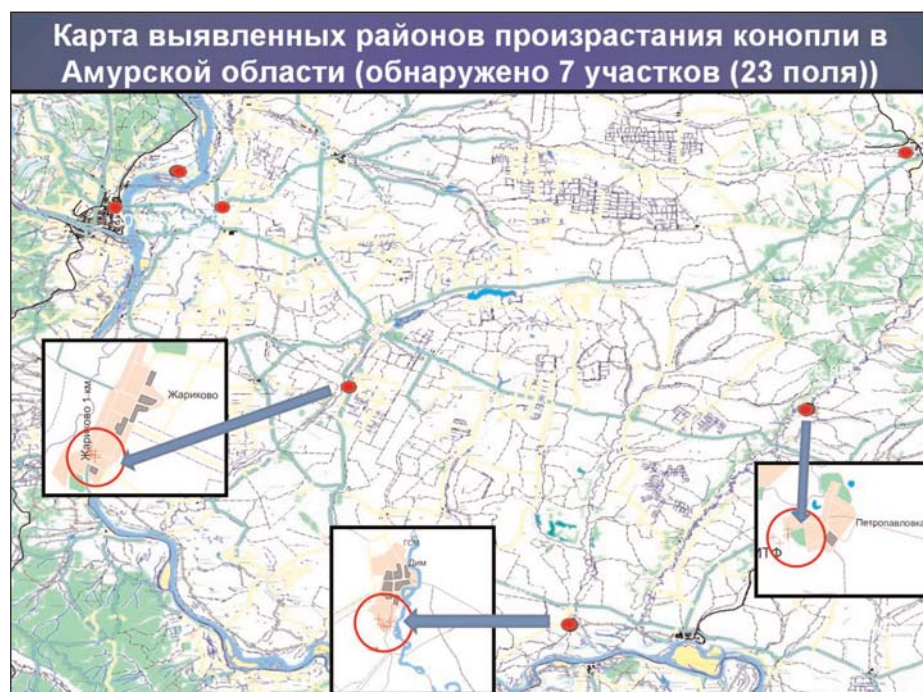 Карта выявленных районов произрастания конопли в
Амурской области (обнаружено 7 участков (23 поля))
Жариково
Жариково 1 км
ГСМ
Дим
Петропавловка
МТФ